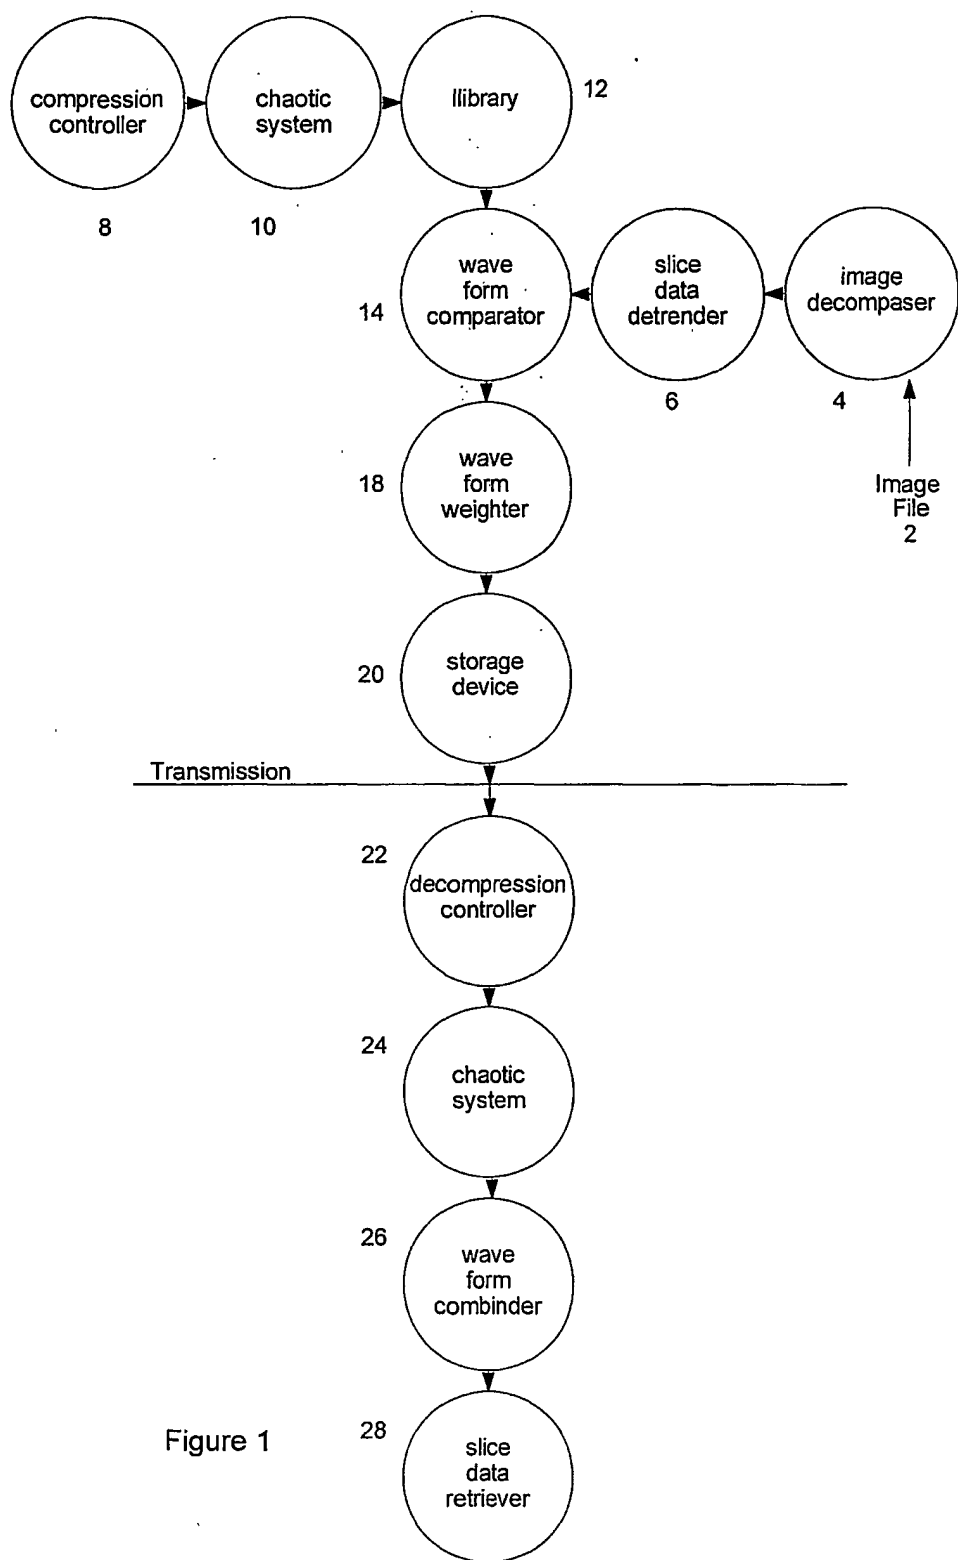 compression
controller
8
chaotic
system
10
llibrary
12
wave
form
comparator
14
slice
data
detrender
6
image
decompaser
4
Image
File
2
wave
form
weighter
18
storage
device
20
Transmission
decompression
controller
22
chaotic
system
24
wave
form
combinder
26
slice
data
retriever
28
Figure 1